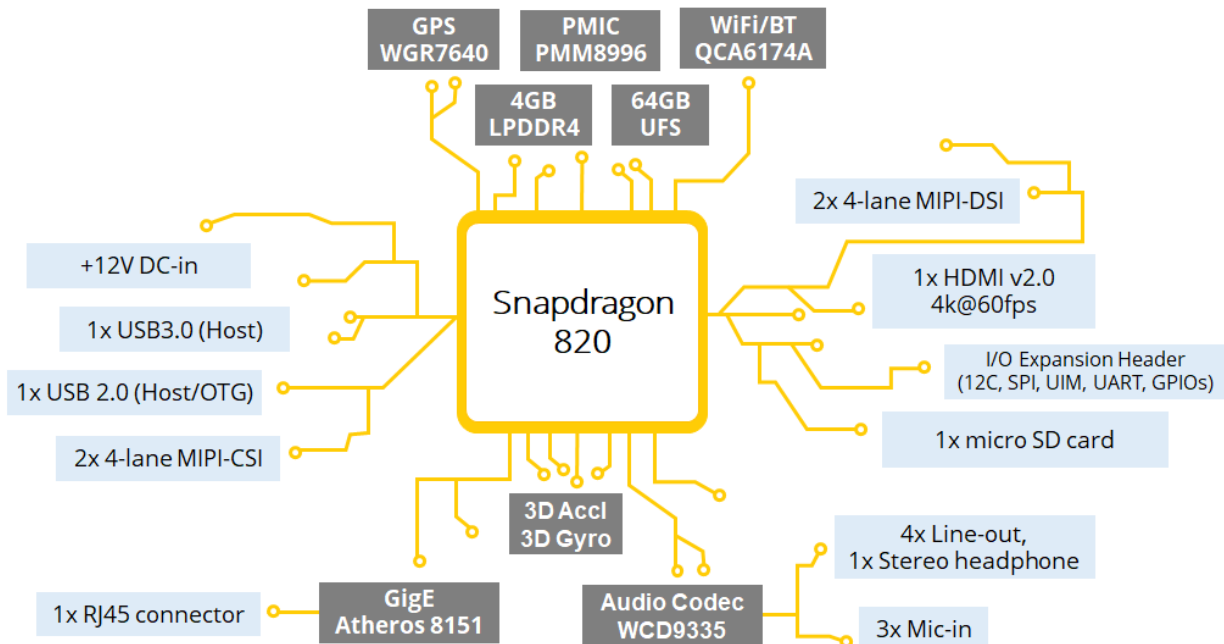 GPS
WGR7640
PMIC
PMM8996
WiFi/BT
QCA6174A
4GB
LPDDR4
64GB
UFS
2x 4-lane MIPI-DSI
+12V DC-in
1x HDMI v2.0
4k@60fps
Snapdragon
820
1x USB3.0 (Host)
I/O Expansion Header
(12C, SPI, UIM, UART, GPIOs)
1x USB 2.0 (Host/OTG)
1x micro SD card
2x 4-lane MIPI-CSI
3D Accl
3D Gyro
4x Line-out,
1x Stereo headphone
1x RJ45 connector
GigE
Atheros 8151
Audio Codec
WCD9335
3x Mic-in